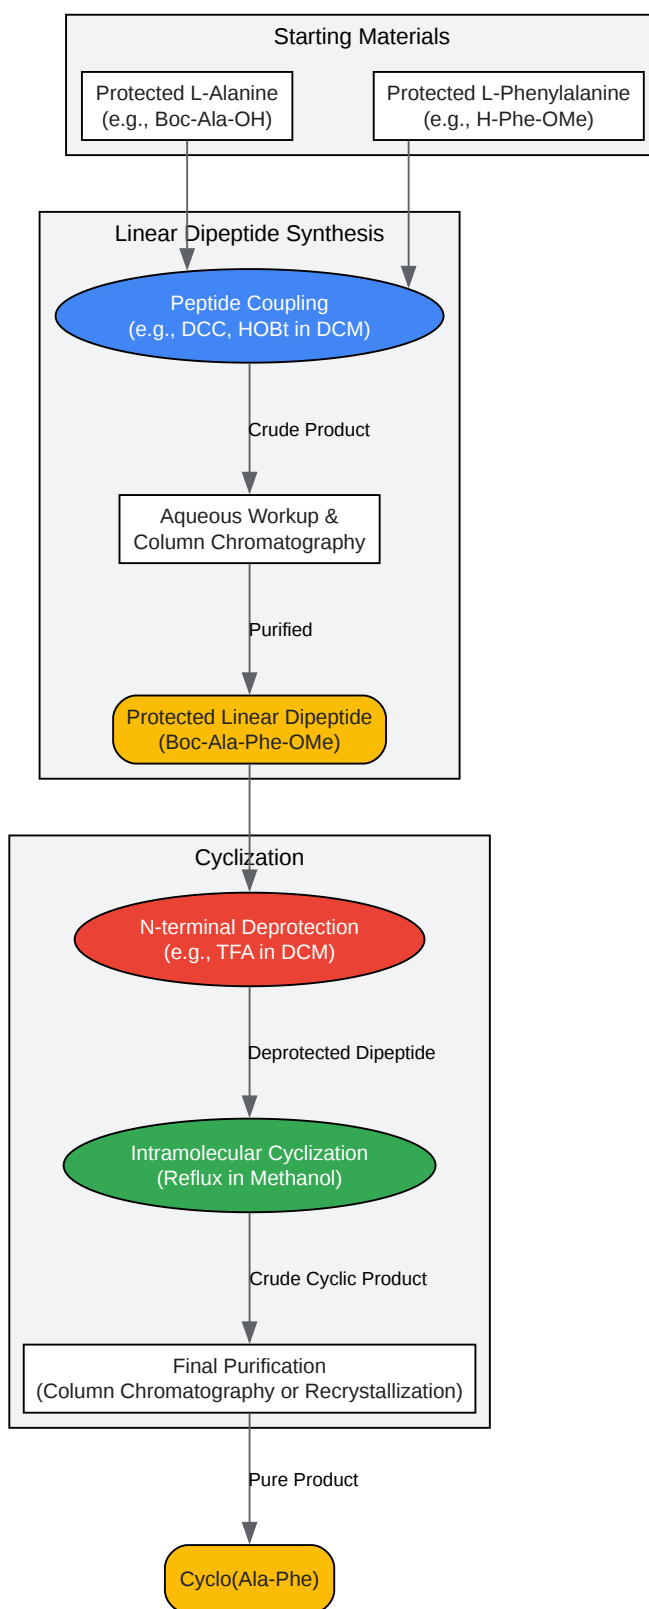 Starting Materials
Protected L-Alanine
(e.g., Boc-Ala-OH)
Protected L-Phenylalanine
(e.g., H-Phe-OMe)
Linear Dipeptide Synthesis
Peptide Coupling
(e.g., DCC, HOBt in DCM)
Crude Product
Aqueous Workup &
Column Chromatography
Purified
Protected Linear Dipeptide
(Boc-Ala-Phe-OMe)
Cyclization
N-terminal Deprotection
(e.g., TFA in DCM)
Deprotected Dipeptide
Intramolecular Cyclization
(Reflux in Methanol)
Crude Cyclic Product
Final Purification
(Column Chromatography or Recrystallization)
Pure Product
Cyclo(Ala-Phe)